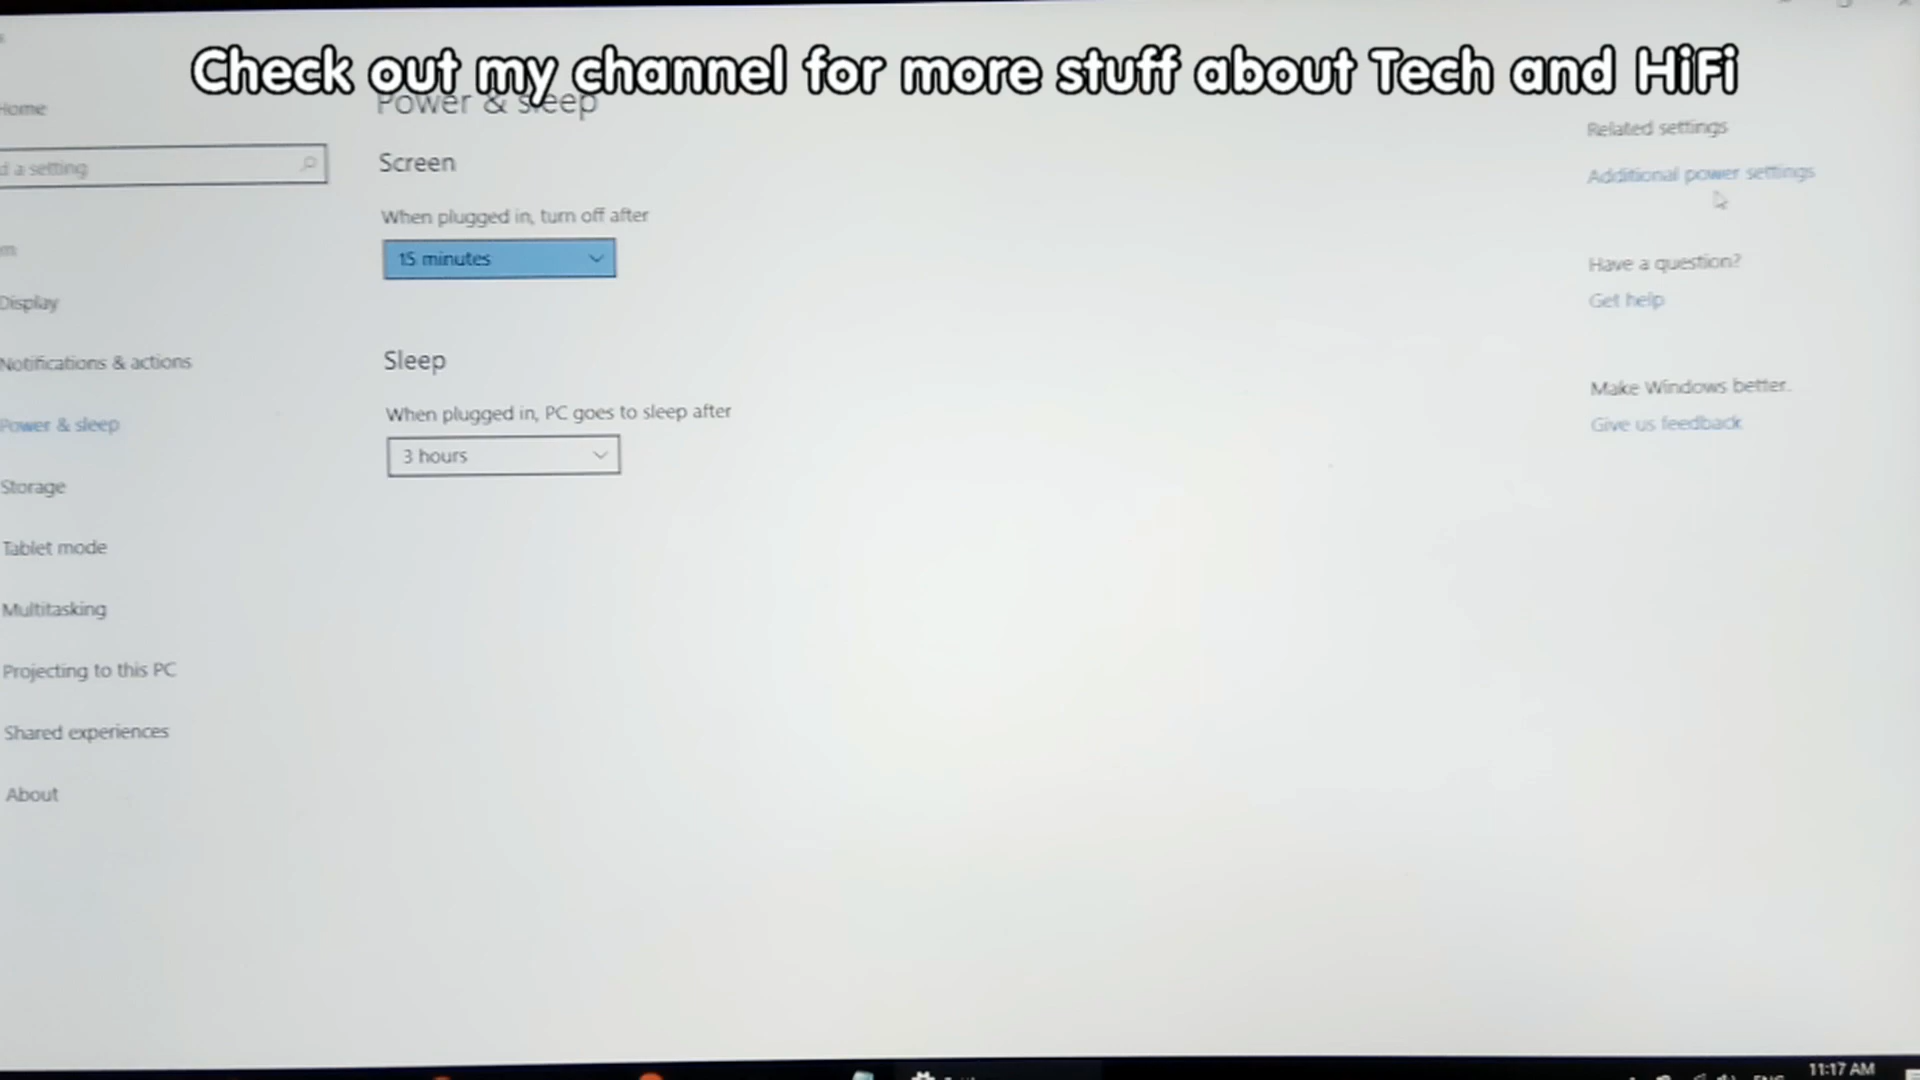 Check out my channel for more stuff about Tech and HiFi
Home
Power & sleep
Related settings
d a setting
Screen
Additional power settings
When plugged in, turn off after
15 minutes
Have a question?
Get help
Display
Notifications & actions
Sleep
Make Windows better.
When plugged in, PC goes to sleep after
Give us feedback
Power & sleep
3 hours
Storage
Tablet mode
Multitasking
Projecting to this PC
Shared experiences
About
11:17 AM